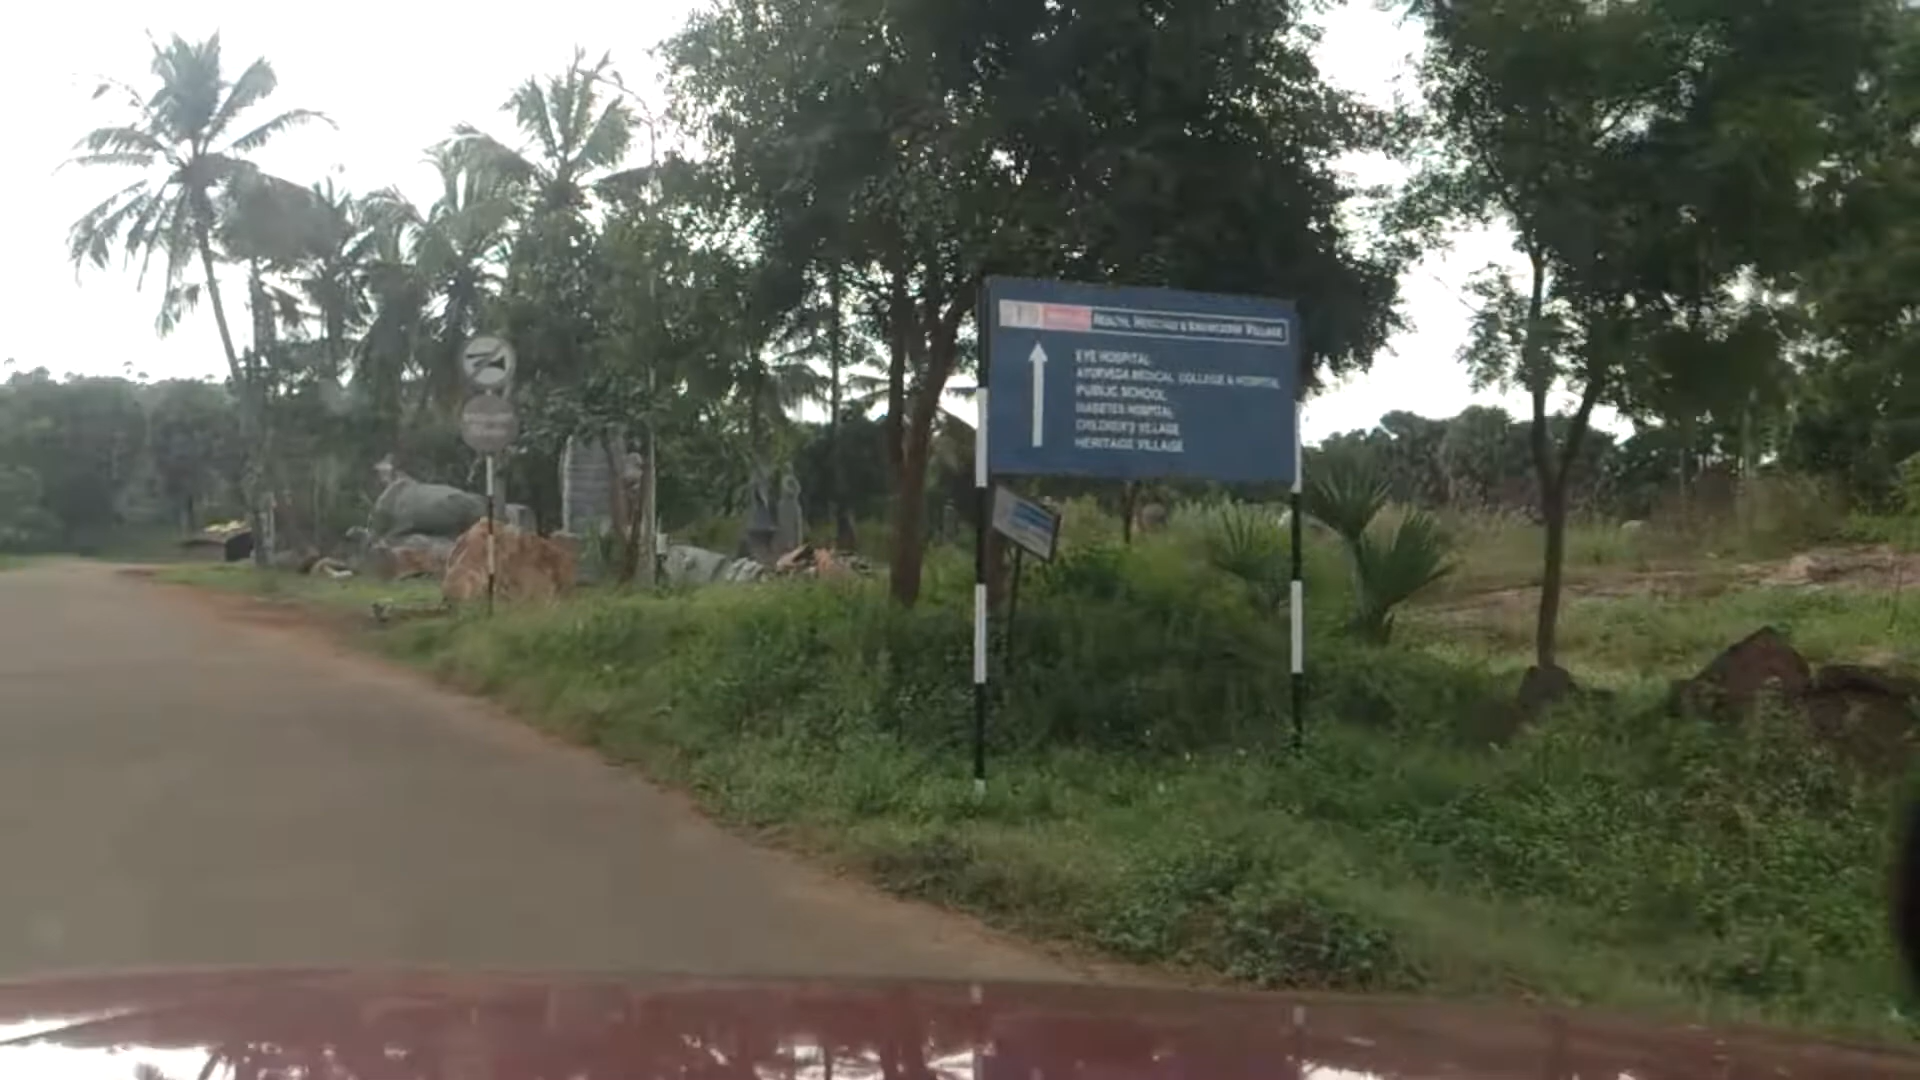 HEALTH, HERITAGE & KNOWLEDGE VILLAGE
EYE HOSPITAL
AYURVEDA MEDICAL COLLEGE & HOSPITAL
PUBLIC SCHOOL
DIABETES HOSPITAL
CHILDREN'S VILLAGE
HERITAGE VILLAGE